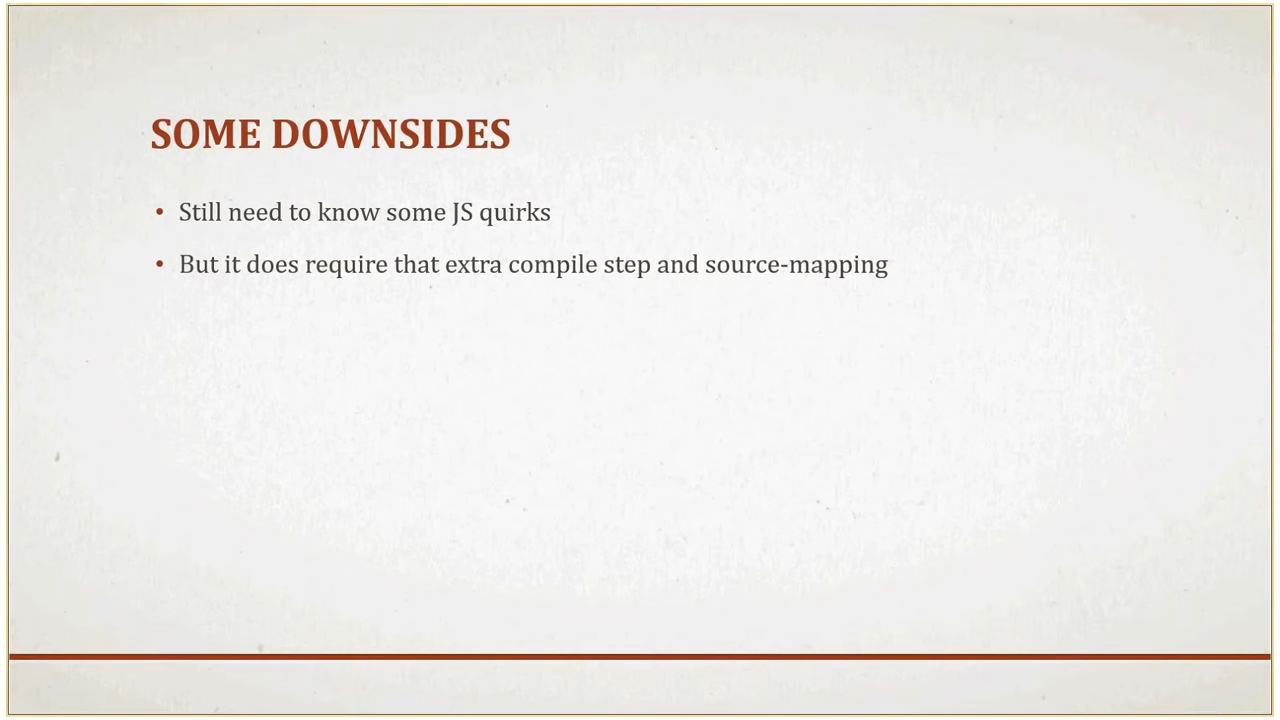 SOME DOWNSIDES
• Still need to know some JS quirks
• But it does require that extra compile step and source-mapping